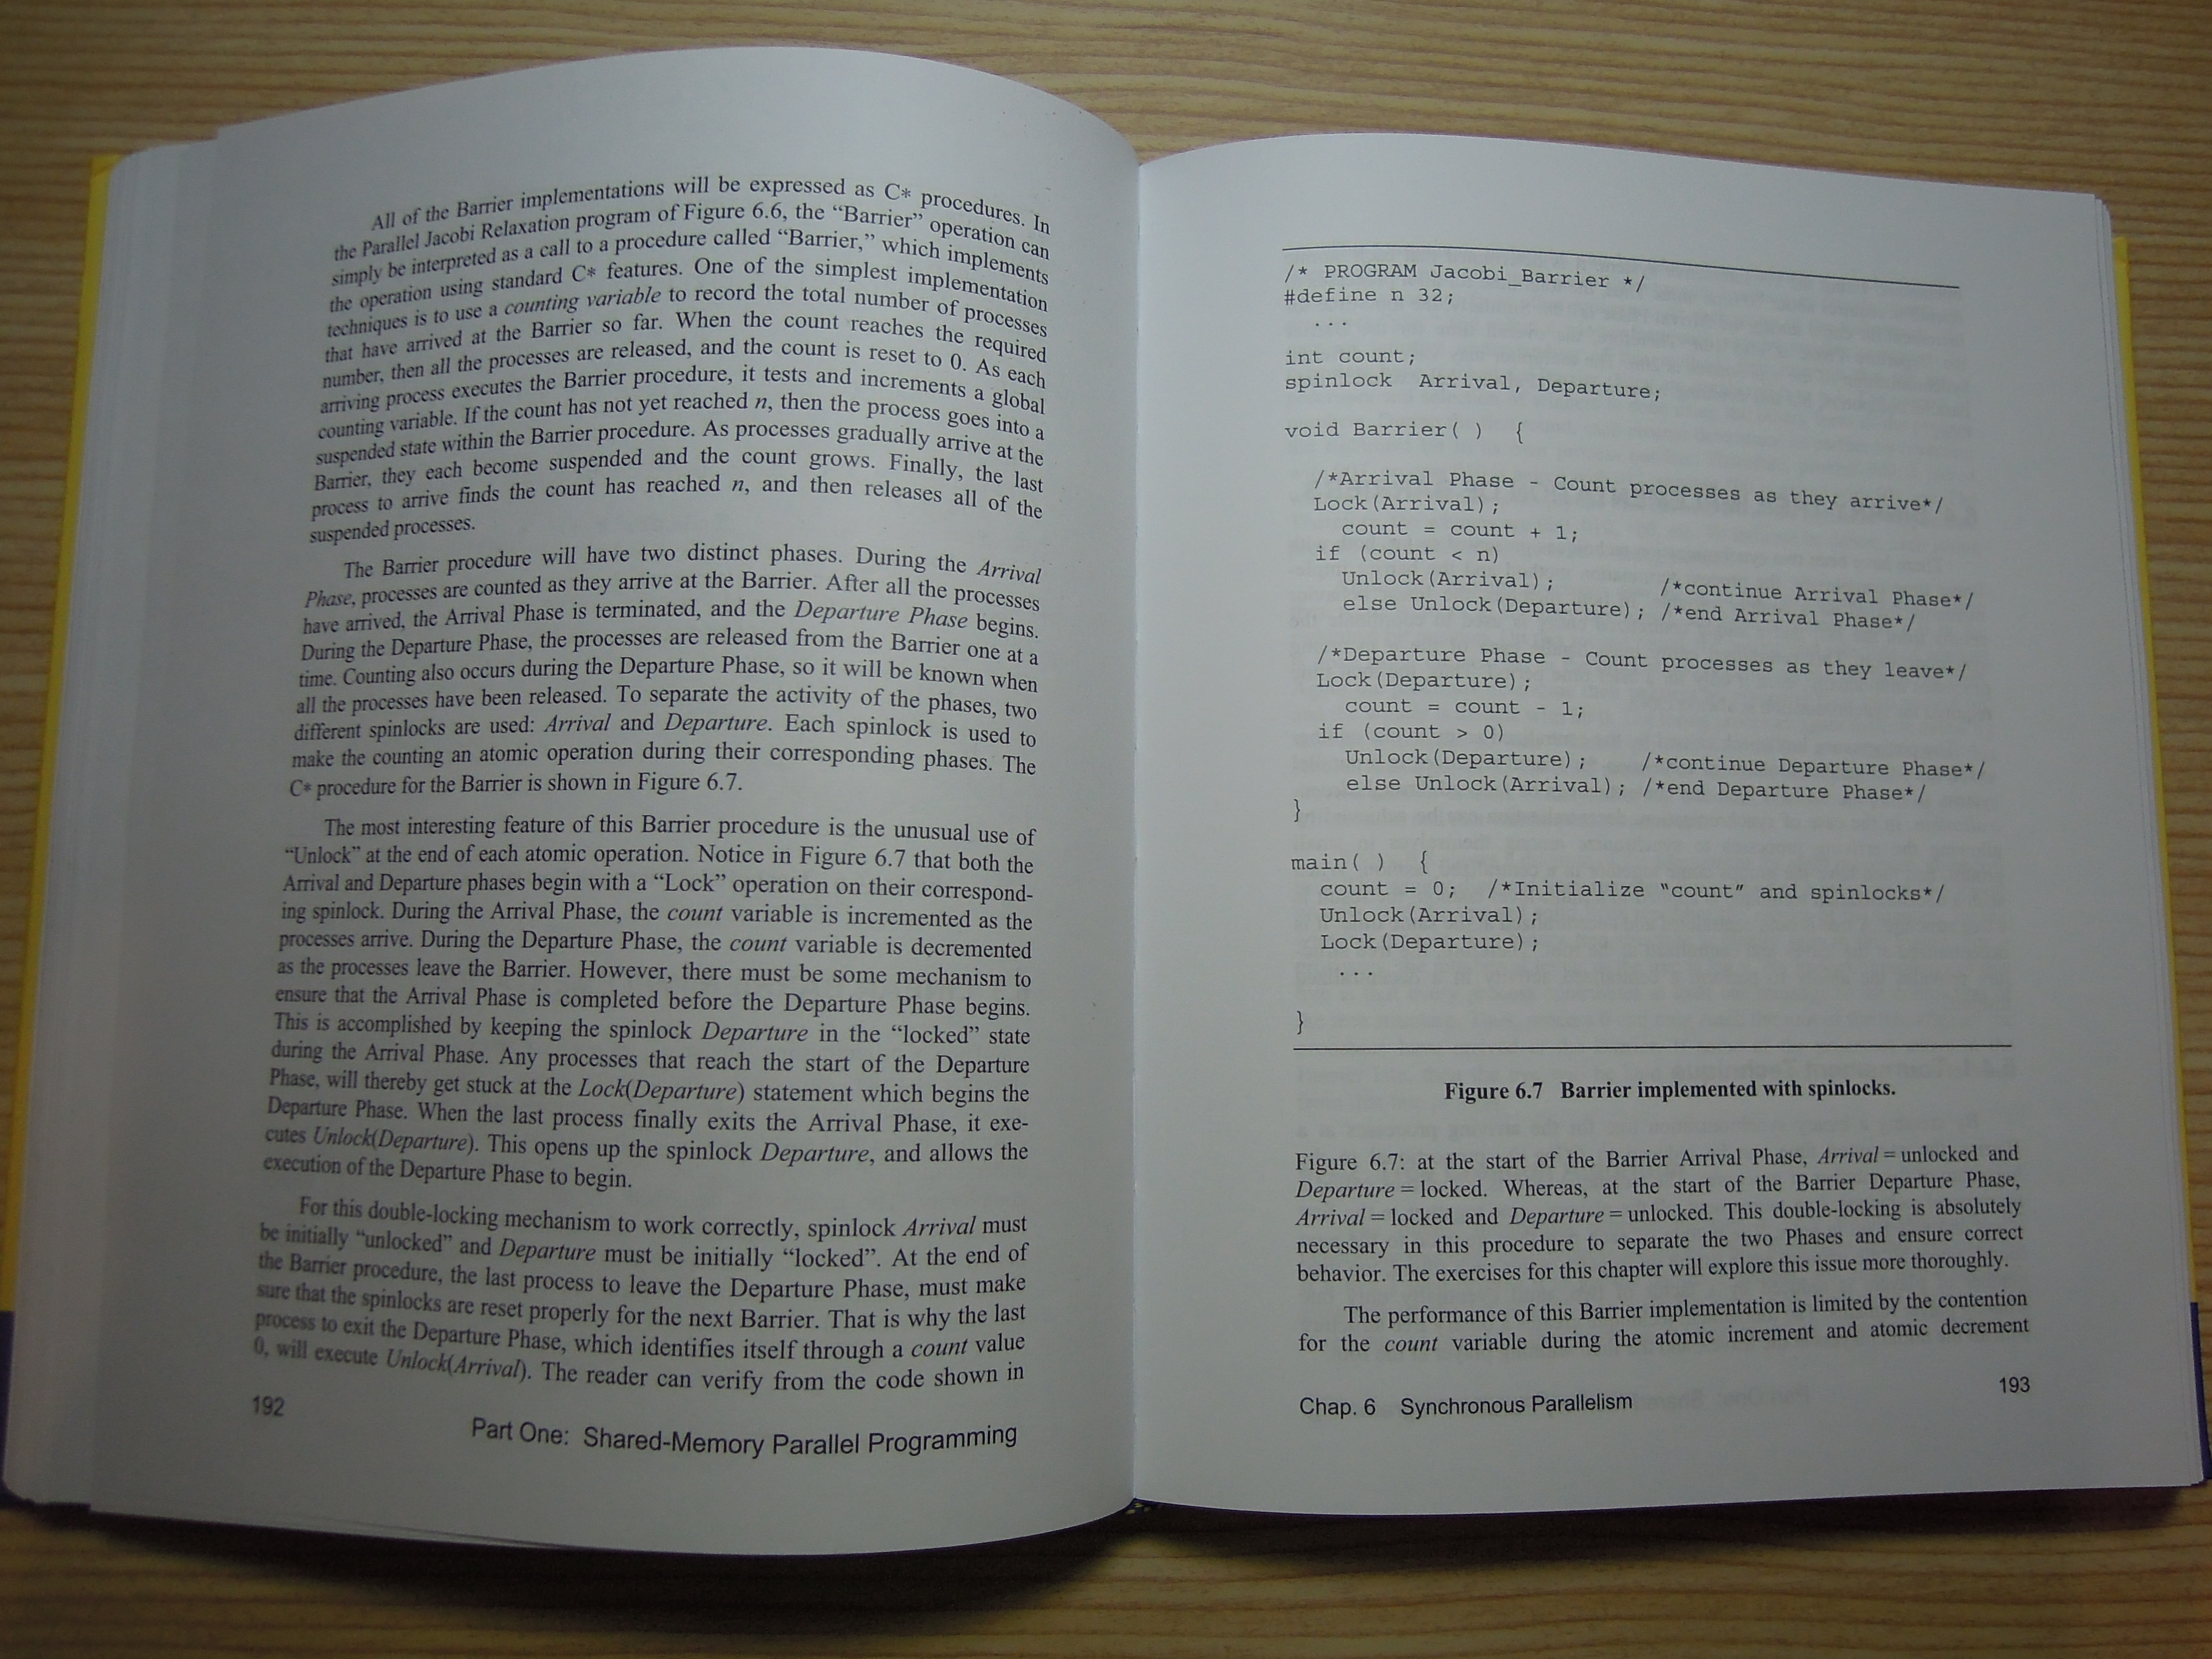 All of the Barrier implementations will be expressed as C* procedures. In
the Parallel Jacobi Relaxation program of Figure 6.6, the “Barrier” operation can
simply be interpreted as a call to a procedure called “Barrier,” which implements
the operation using standard C* features. One of the simplest implementation
techniques is to use a counting variable to record the total number of processes
that have arrived at the Barrier so far. When the count reaches the required
number, then all the processes are released, and the count is reset to 0. As each
arriving process executes the Barrier procedure, it tests and increments a global
counting variable. If the count has not yet reached n, then the process goes into a
suspended state within the Barrier procedure. As processes gradually arrive at the
Barrier, they each become suspended and the count grows. Finally, the last
process to arrive finds the count has reached n, and then releases all of the
suspended processes.
The Barrier procedure will have two distinct phases. During the Arrival
Phase, processes are counted as they arrive at the Barrier. After all the processes
have arrived, the Arrival Phase is terminated, and the Departure Phase begins.
During the Departure Phase, the processes are released from the Barrier one at a
time. Counting also occurs during the Departure Phase, so it will be known when
all the processes have been released. To separate the activity of the phases, two
different spinlocks are used: Arrival and Departure. Each spinlock is used to
make the counting an atomic operation during their corresponding phases. The
C* procedure for the Barrier is shown in Figure 6.7.
The most interesting feature of this Barrier procedure is the unusual use of
“Unlock” at the end of each atomic operation. Notice in Figure 6.7 that both the
Arrival and Departure phases begin with a “Lock” operation on their correspond-
ing spinlock. During the Arrival Phase, the count variable is incremented as the
processes arrive. During the Departure Phase, the count variable is decremented
as the processes leave the Barrier. However, there must be some mechanism to
ensure that the Arrival Phase is completed before the Departure Phase begins.
This is accomplished by keeping the spinlock Departure in the “locked” state
during the Arrival Phase. Any processes that reach the start of the Departure
Phase, will thereby get stuck at the Lock(Departure) statement which begins the
Departure Phase. When the last process finally exits the Arrival Phase, it exe-
cutes Unlock(Departure). This opens up the spinlock Departure, and allows the
execution of the Departure Phase to begin.
For this double-locking mechanism to work correctly, spinlock Arrival must
be initially “unlocked” and Departure must be initially “locked”. At the end of
the Barrier procedure, the last process to leave the Departure Phase, must make
sure that the spinlocks are reset properly for the next Barrier. That is why the last
process to exit the Departure Phase, which identifies itself through a count value
0, will execute Unlock(Arrival). The reader can verify from the code shown in
192
Part One: Shared-Memory Parallel Programming
/* PROGRAM Jacobi_Barrier */
#define n 32;
...
int count;
spinlock Arrival, Departure;
void Barrier( ) {
/*Arrival Phase - Count processes as they arrive*/
Lock(Arrival);
count = count + 1;
if (count < n)
Unlock(Arrival); /*continue Arrival Phase*/
else Unlock(Departure); /*end Arrival Phase*/
/*Departure Phase - Count processes as they leave*/
Lock(Departure);
count = count - 1;
if (count > 0)
Unlock(Departure); /*continue Departure Phase*/
else Unlock(Arrival); /*end Departure Phase*/
}
main( ) {
count = 0; /*Initialize "count" and spinlocks*/
Unlock(Arrival);
Lock(Departure);
...
}
Figure 6.7 Barrier implemented with spinlocks.
Figure 6.7: at the start of the Barrier Arrival Phase, Arrival = unlocked and
Departure = locked. Whereas, at the start of the Barrier Departure Phase,
Arrival = locked and Departure = unlocked. This double-locking is absolutely
necessary in this procedure to separate the two Phases and ensure correct
behavior. The exercises for this chapter will explore this issue more thoroughly.
The performance of this Barrier implementation is limited by the contention
for the count variable during the atomic increment and atomic decrement
Chap. 6 Synchronous Parallelism
193